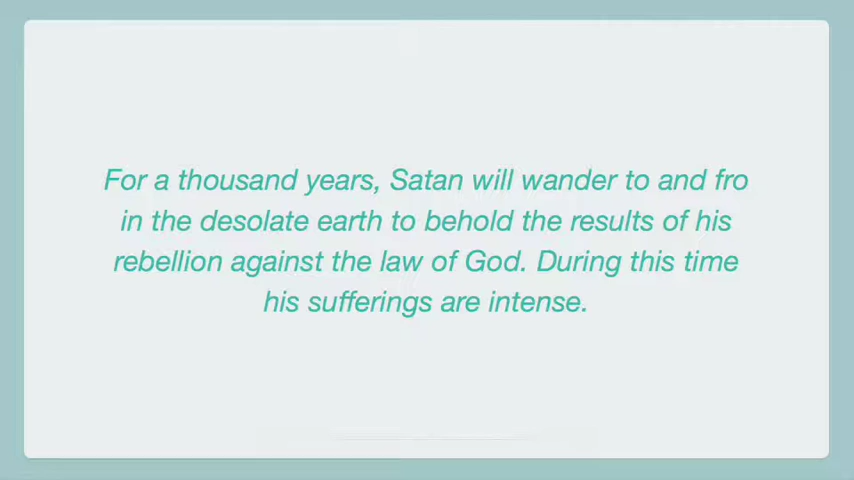 For a thousand years, Satan will wander to and fro
in the desolate earth to behold the results of his
rebellion against the law of God. During this time
his sufferings are intense.